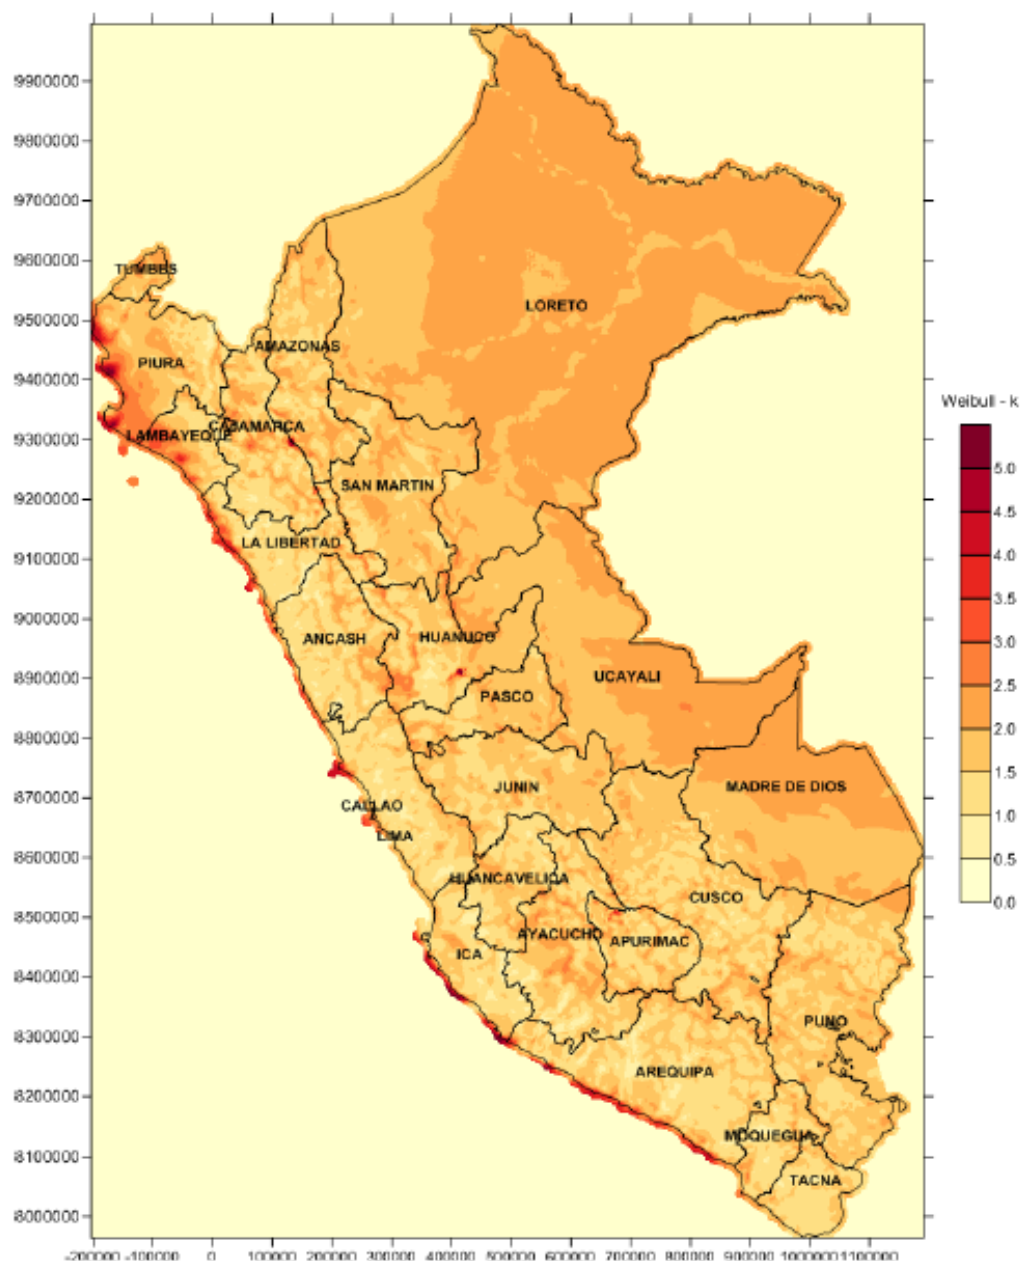 9900000
9800000
9700000
9600000
TUMBES
9500000
LORETO
AMAZONAS
PIURA
9400000
Weibull - k
CAJAMARCA
LAMBAYEQUE
9300000
5.0
SAN MARTIN
9200000
4.5
LA LIBERTAD
4.0
9100000
3.5
9000000
ANCASH
HUANUCO
3.0
8900000
UCAYALI
2.5
PASCO
8800000
2.0
MADRE DE DIOS
JUNIN
1.5
8700000
CALLAO
1.0
LIMA
8600000
0.5
HUANCAVELICA
CUSCO
0.0
8500000
AYACUCHO
APURIMAC
ICA
8400000
PUNO
8300000
AREQUIPA
8200000
MOQUEGUA
8100000
TACNA
8000000
-200000 -100000 0 100000 200000 300000 400000 500000 600000 700000 800000 900000 1000000 1100000